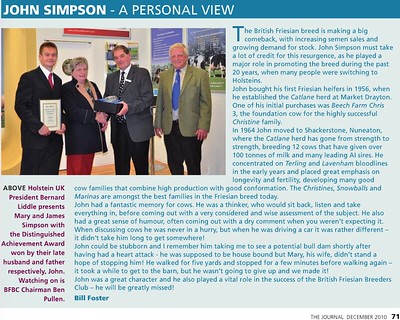 JOHN SIMPSON - A PERSONAL VIEW
The British Friesian breed is making a big
comeback, with increasing semen sales and
growing demand for stock. John Simpson must take
a lot of credit for this resurgence, as he played a
major role in promoting the breed during the past
20 years, when many people were switching to
Holsteins.
John bought his first Friesian heifers in 1956, when
he established the Catlane herd at Market Drayton.
One of his initial purchases was Beech Farm Chris
3, the foundation cow for the highly successful
Christine family.
In 1964 John moved to Shackerstone, Nuneaton,
where the Catlane herd has gone from strength to
strength, breeding 12 cows that have given over
100 tonnes of milk and many leading AI sires. He
concentrated on Terling and Lavenham bloodlines
in the early years and placed great emphasis on
longevity and fertility, developing many good
cow families that combine high production with good conformation. The Christines, Snowballs and
Marinas are amongst the best families in the Friesian breed today.
John had a fantastic memory for cows. He was a thinker, who would sit back, listen and take
everything in, before coming out with a very considered and wise assessment of the subject. He also
had a great sense of humour, often coming out with a dry comment when you weren't expecting it.
When discussing cows he was never in a hurry, but when he was driving a car it was rather different –
it didn't take him long to get somewhere!
John could be stubborn and I remember him taking me to see a potential bull dam shortly after
having had a heart attack - he was supposed to be house bound but Mary, his wife, didn't stand a
hope of stopping him! He walked for five yards and stopped for a few minutes before walking again –
it took a while to get to the barn, but he wasn't going to give up and we made it!
John was a great character and he also played a vital role in the success of the British Friesian Breeders
Club – he will be greatly missed!
Bill Foster
ABOVE Holstein UK
President Bernard
Liddle presents
Mary and James
Simpson with
the Distinguished
Achievement Award
won by their late
husband and father
respectively, John.
Watching on is
BFBC Chairman Ben
Pullen.
THE JOURNAL DECEMBER 2010 71